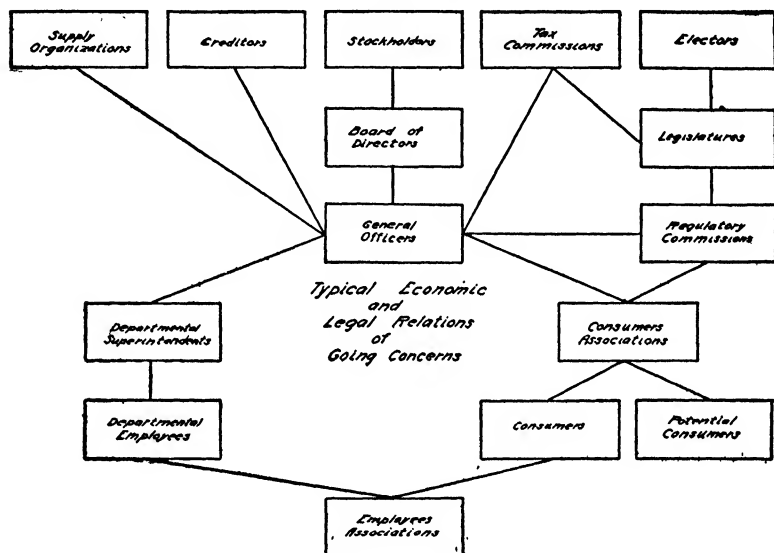 Supply
Organizations
Creditors
Stockholders
Tax
Commissions
Electors
Board of
Directors
Legislatures
General
Officers
Regulatory
Commissions
Typical Economic
and
Legal Relations
of
Going Concerns
Departmental
Superintendents
Consumers
Associations
Departmental
Employees
Consumers
Potential
Consumers
Employees
Associations